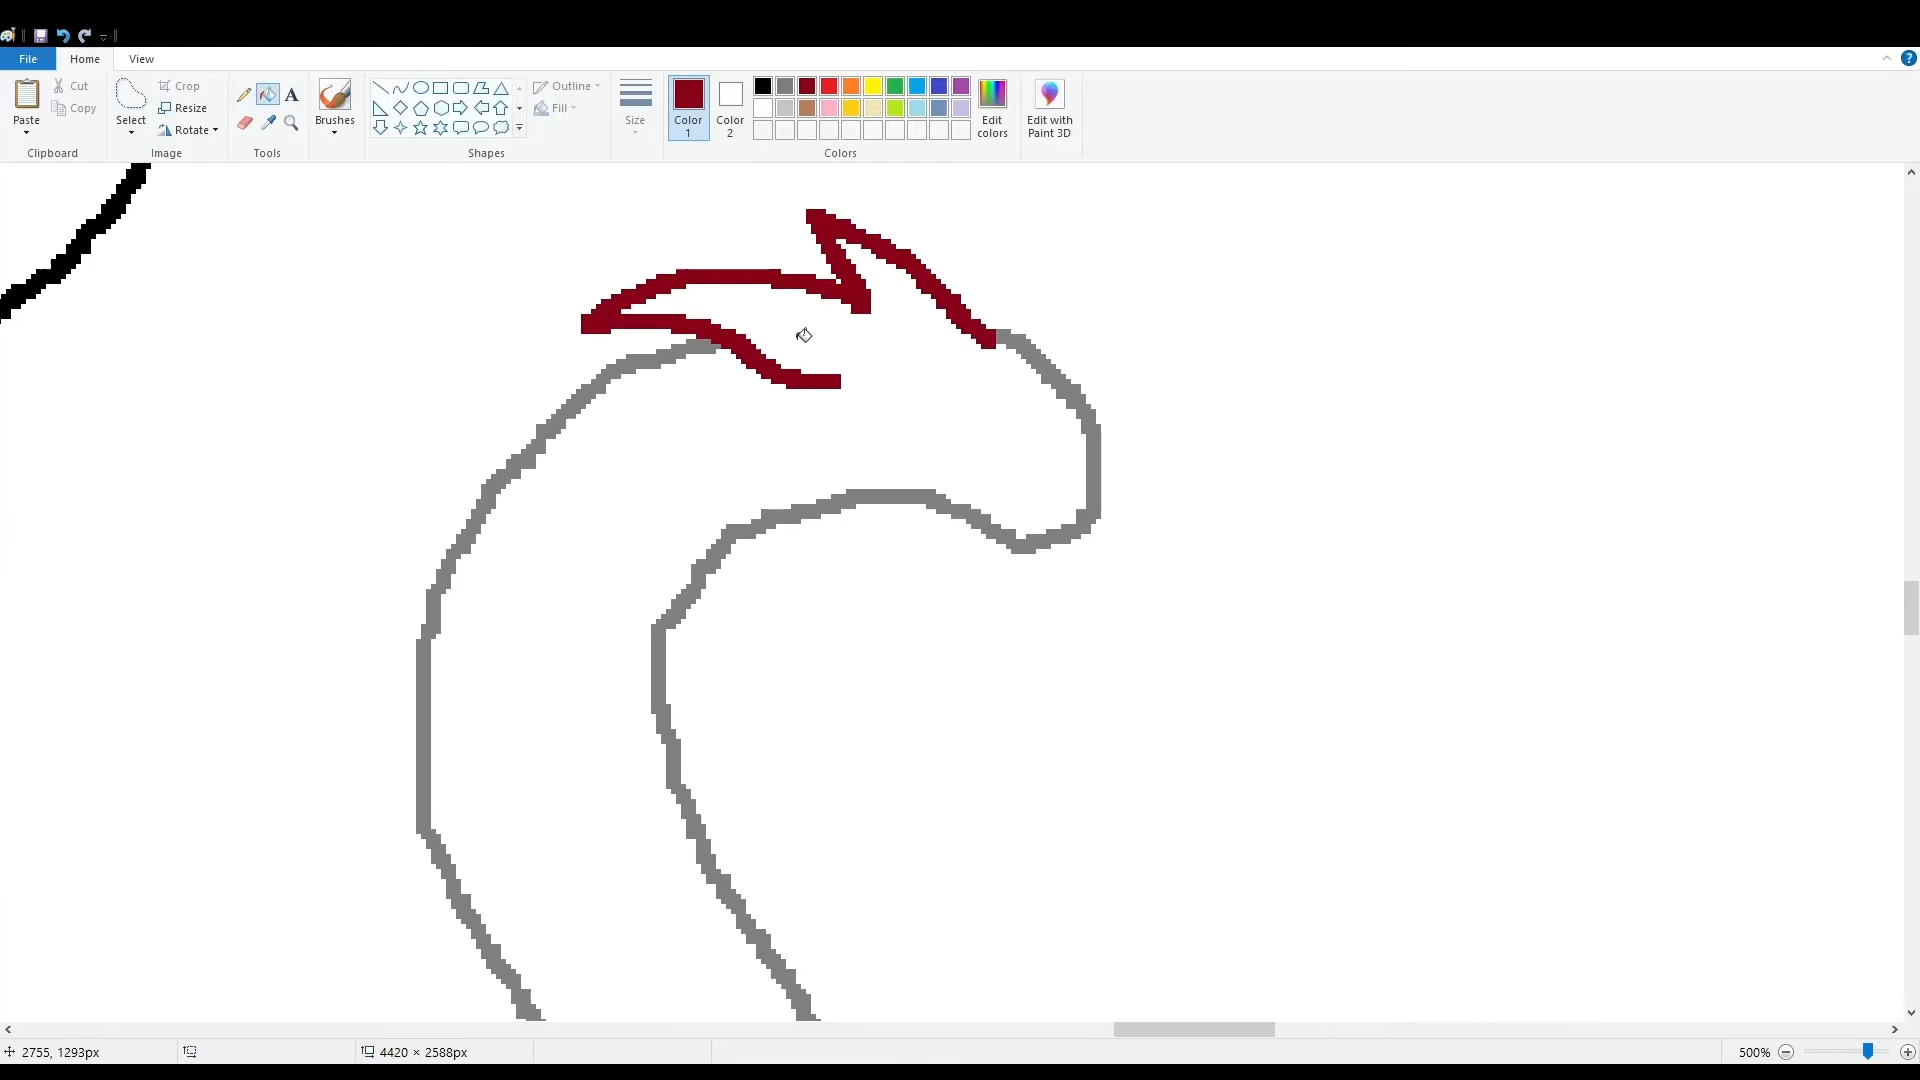 File Home View
Paste Cut Copy Clipboard
Select Crop Resize Rotate Image
A Tools
Brushes
Outline Fill Shapes
Size
Color 1 Color 2 Edit colors Colors
Edit with Paint 3D
2755, 1293px 4420 × 2588px 500%